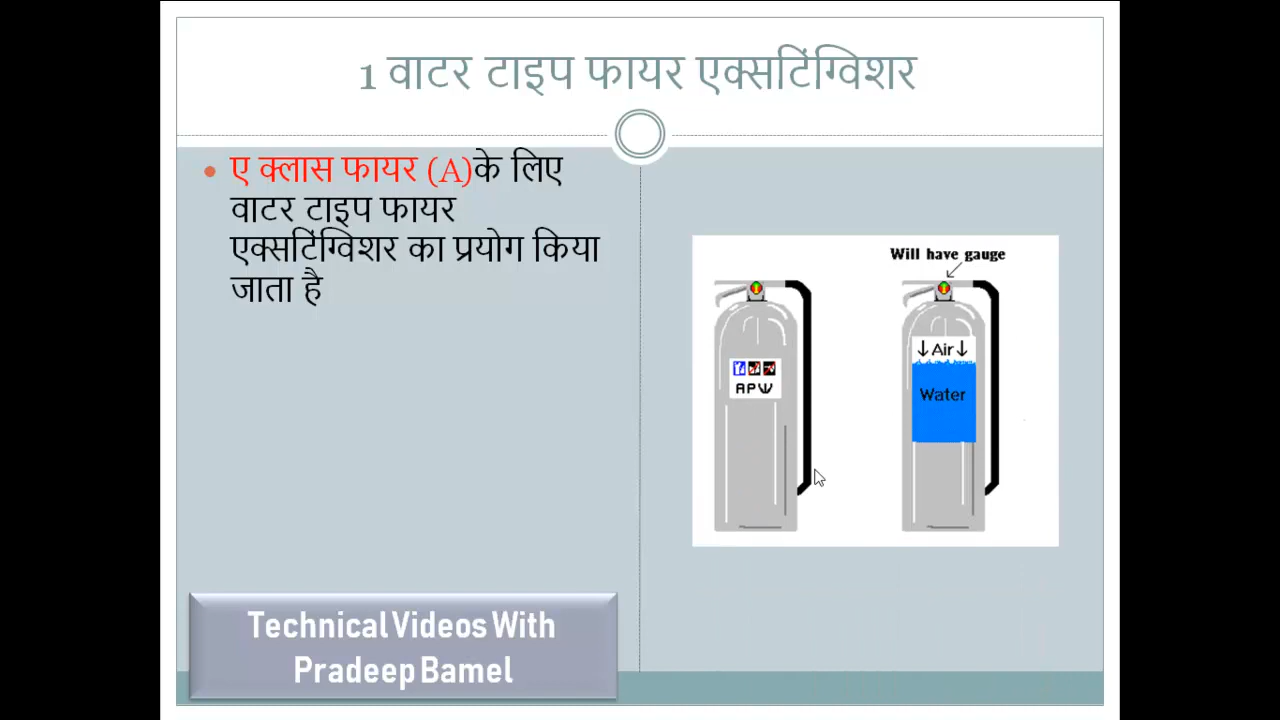 1 वाटर टाइप फायर एक्सटिंग्विशर
ए क्लास फायर (A)के लिए
वाटर टाइप फायर
एक्सटिंग्विशर का प्रयोग किया
जाता है
Will have gauge
↓Air↓
Water
APW
Technical Videos With
Pradeep Bamel